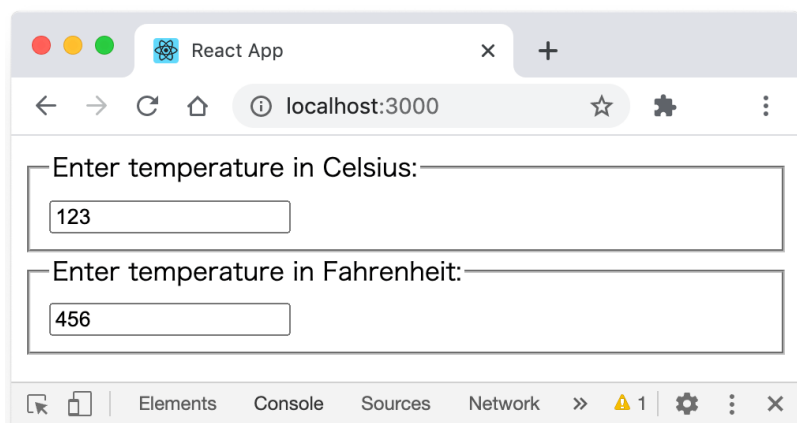 React App
localhost:3000
Enter temperature in Celsius:
123
Enter temperature in Fahrenheit:
456
Elements Console Sources Network » 1